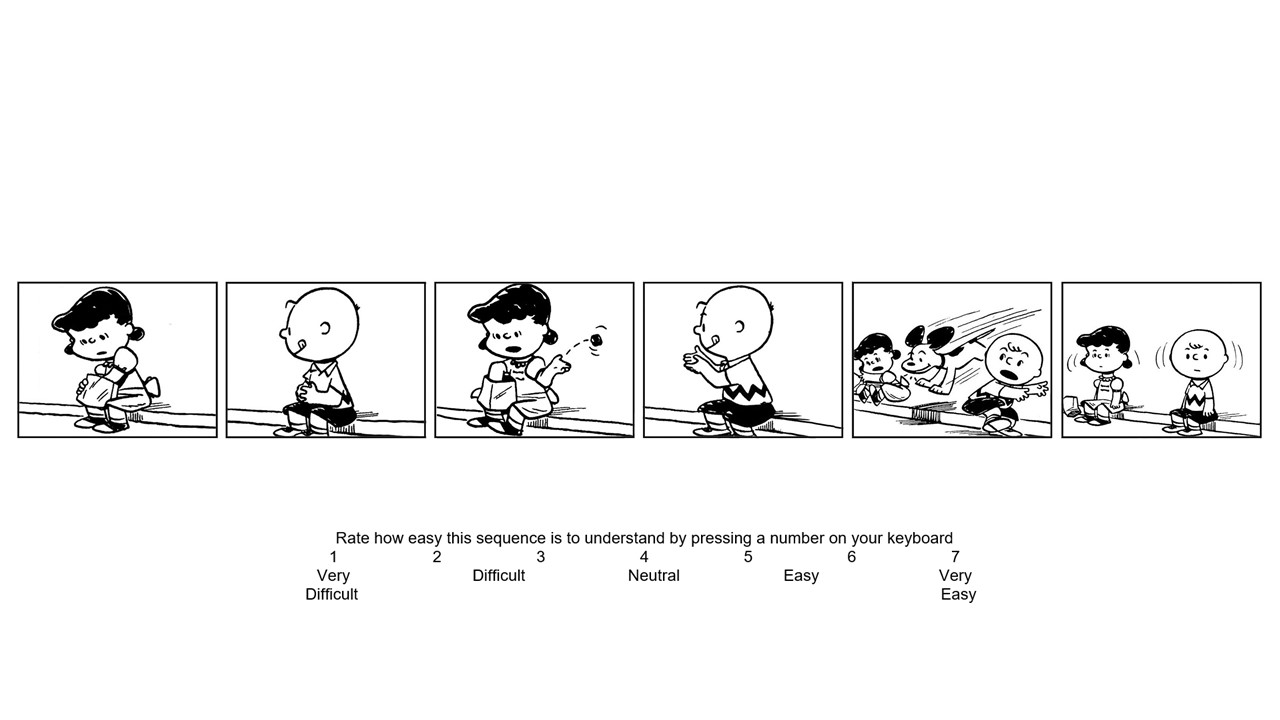 Rate how easy this sequence is to understand by pressing a number on your keyboard
1 2 3 4 5 6 7
Very Difficult Neutral Easy Very
Difficult Easy